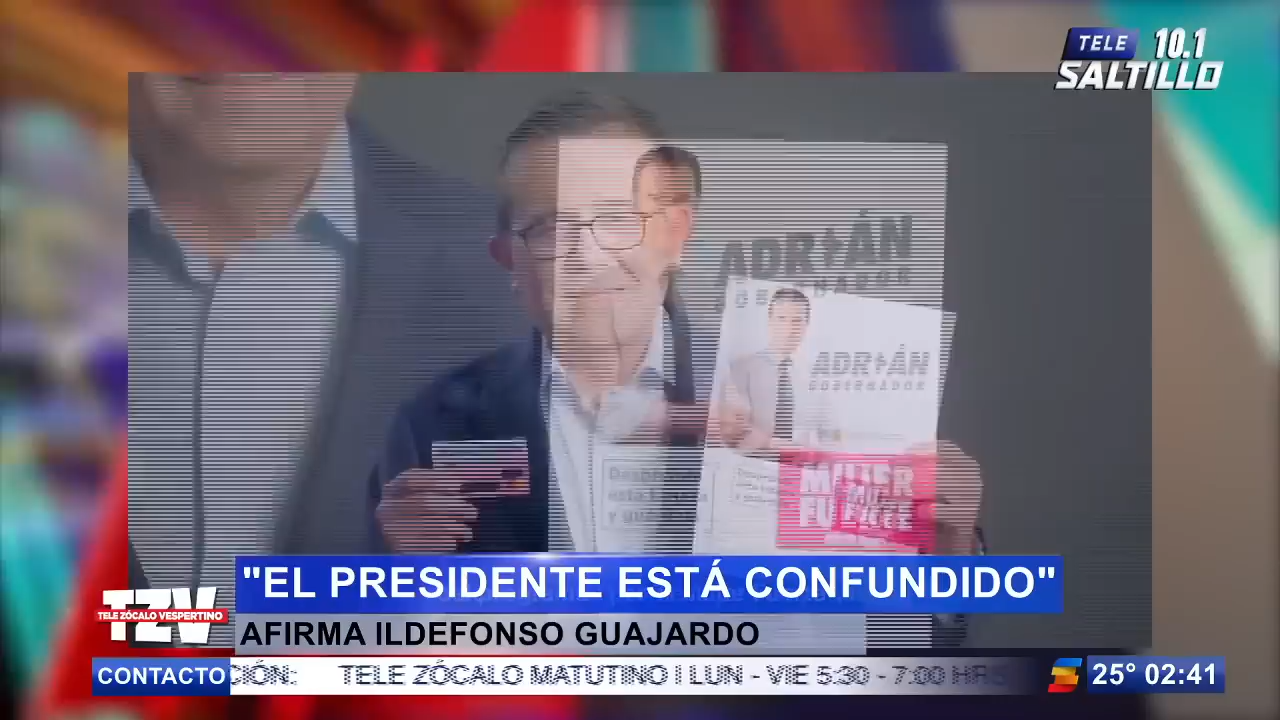 TELE 10.1
SALTILLO
ADRIÁN
ADRIÁN
GOBERNADOR
MUJER
FUERTE
"EL PRESIDENTE ESTÁ CONFUNDIDO"
TZV
TELE ZÓCALO VESPERTINO
AFIRMA ILDEFONSO GUAJARDO
CONTACTO
CIÓN: TELE ZÓCALO MATUTINO | LUN - VIE 5:30 - 7:00 HRS
25° 02:41